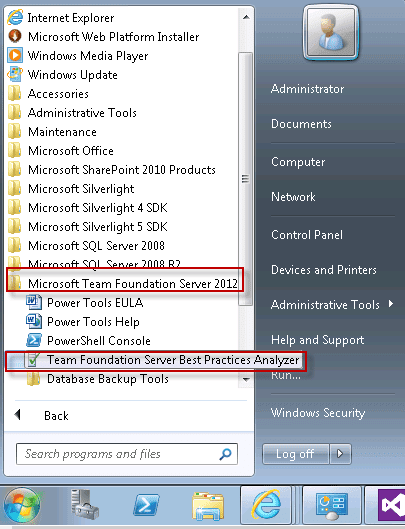 Internet Explorer
Microsoft Web Platform Installer
Windows Media Player
Windows Update
Accessories
Administrative Tools
Maintenance
Microsoft Office
Microsoft SharePoint 2010 Products
Microsoft Silverlight
Microsoft Silverlight 4 SDK
Microsoft Silverlight 5 SDK
Microsoft SQL Server 2008
Microsoft SQL Server 2008 R2
Microsoft Team Foundation Server 2012
Power Tools EULA
Power Tools Help
PowerShell Console
Team Foundation Server Best Practices Analyzer
Database Backup Tools
Back
Search programs and files
Administrator
Documents
Computer
Network
Control Panel
Devices and Printers
Administrative Tools
Help and Support
Run...
Windows Security
Log off